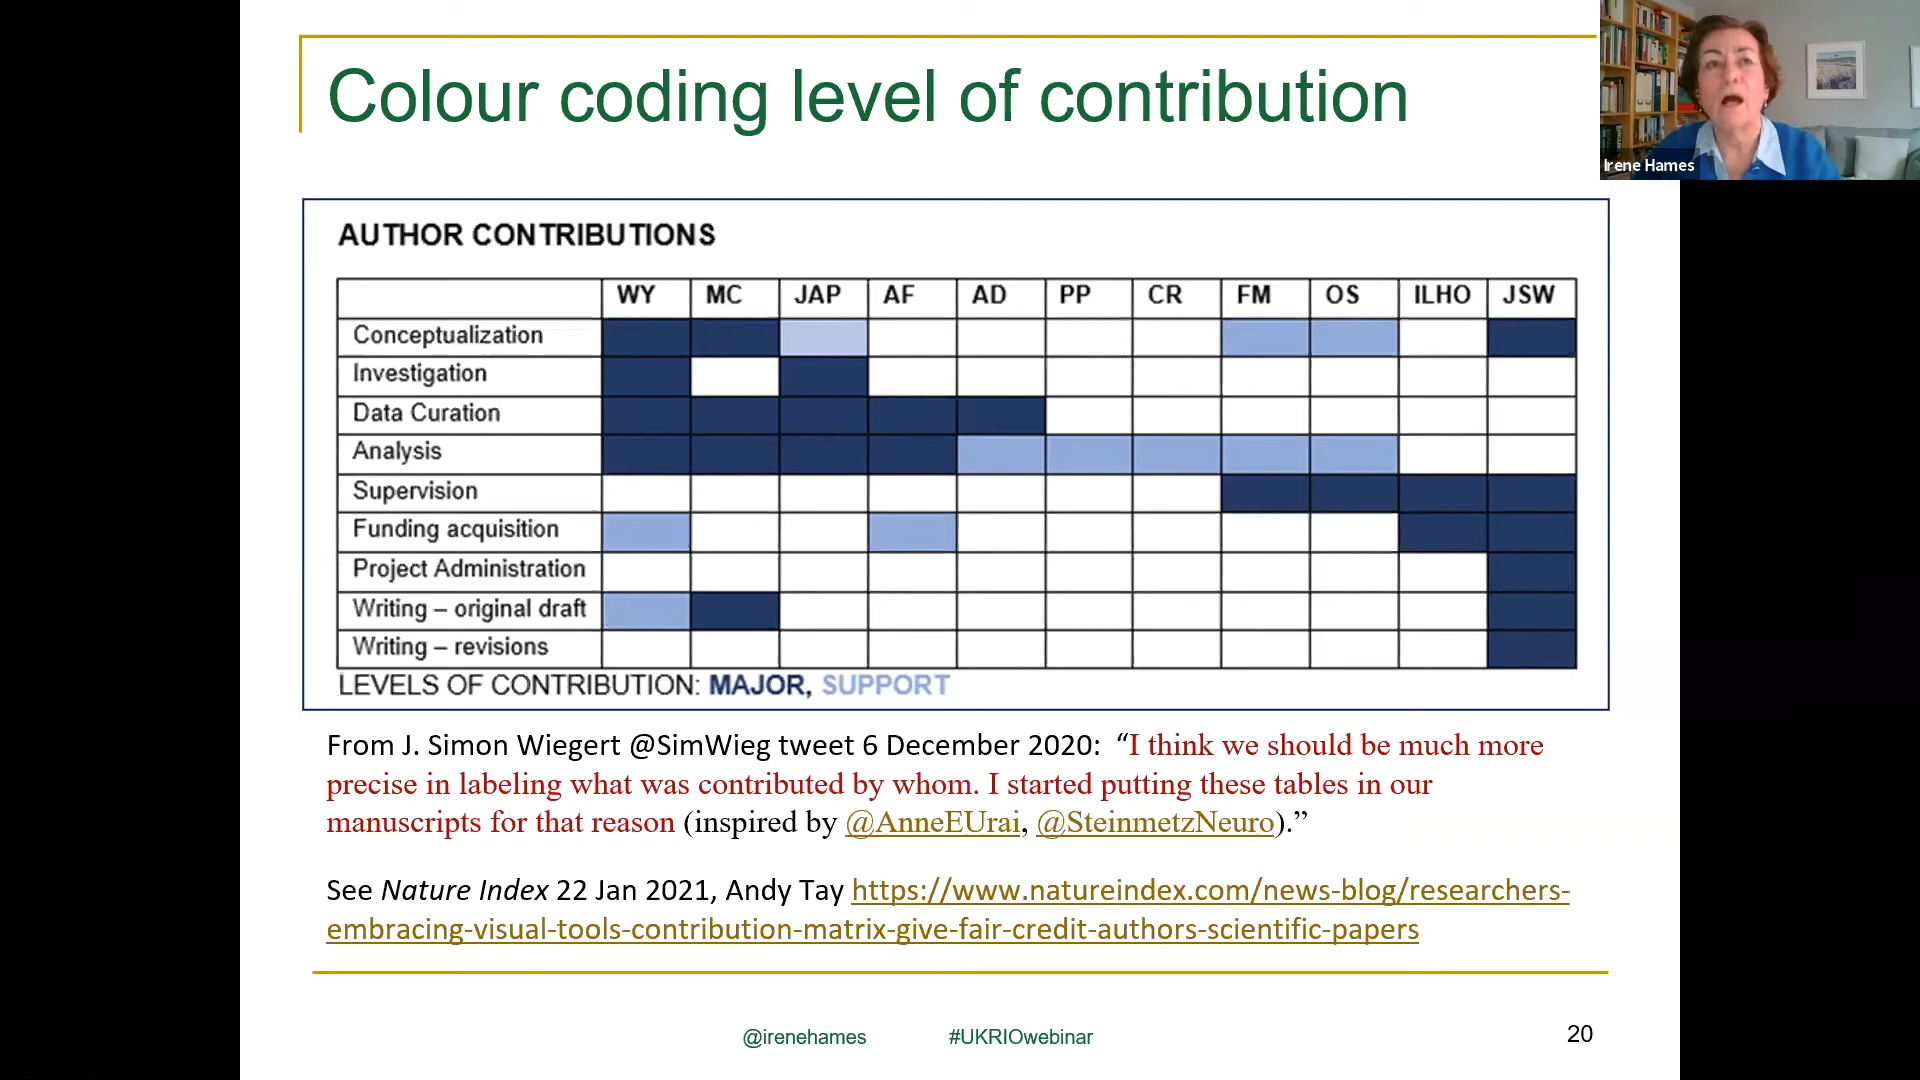 Colour coding level of contribution
Irene Hames
AUTHOR CONTRIBUTIONS
WY MC JAP AF AD PP CR FM OS ILHO JSW
Conceptualization
Investigation
Data Curation
Analysis
Supervision
Funding acquisition
Project Administration
Writing – original draft
Writing – revisions
LEVELS OF CONTRIBUTION: MAJOR, SUPPORT
From J. Simon Wiegert @SimWieg tweet 6 December 2020: “I think we should be much more
precise in labeling what was contributed by whom. I started putting these tables in our
manuscripts for that reason (inspired by @AnneEUrai, @SteinmetzNeuro).”
See Nature Index 22 Jan 2021, Andy Tay https://www.natureindex.com/news-blog/researchers-
embracing-visual-tools-contribution-matrix-give-fair-credit-authors-scientific-papers
@irenehames #UKRIOwebinar 20